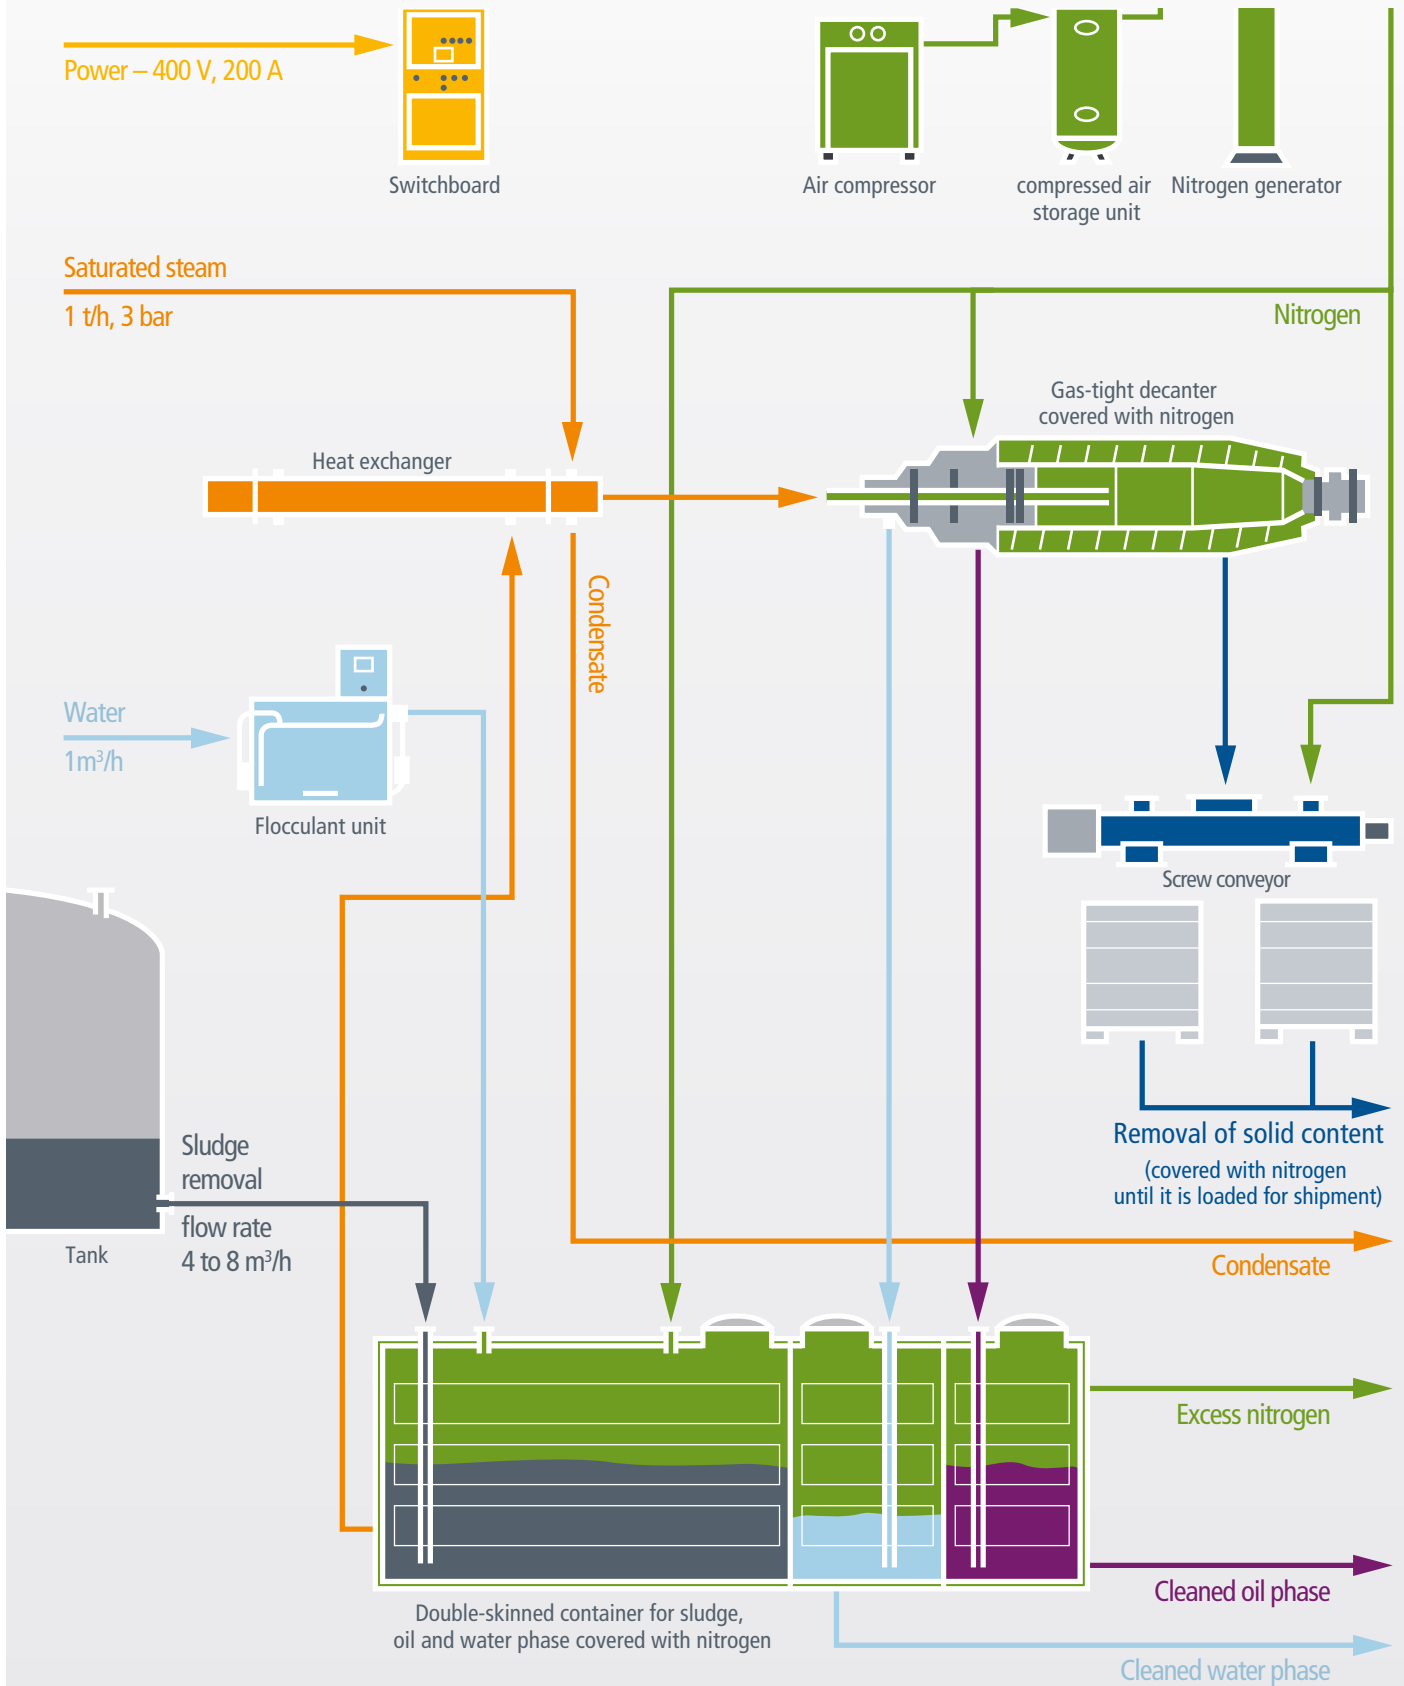 Power – 400 V, 200 A
Switchboard
Air compressor
compressed air
storage unit
Nitrogen generator
Saturated steam
1 t/h, 3 bar
Nitrogen
Gas-tight decanter
covered with nitrogen
Heat exchanger
Condensate
Water
1m³/h
Flocculant unit
Screw conveyor
Sludge
removal
flow rate
4 to 8 m³/h
Tank
Removal of solid content
(covered with nitrogen
until it is loaded for shipment)
Condensate
Excess nitrogen
Cleaned oil phase
Double-skinned container for sludge,
oil and water phase covered with nitrogen
Cleaned water phase